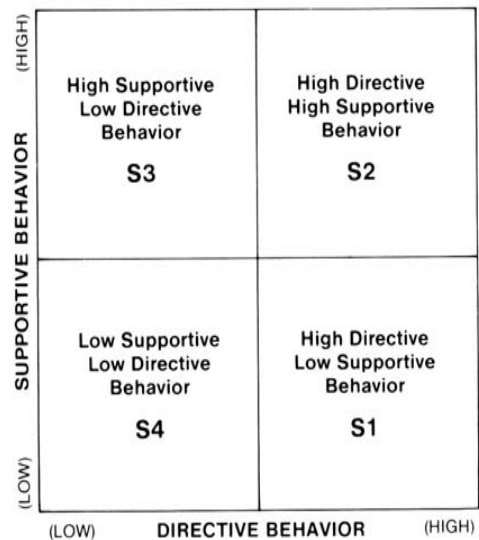 (HIGH)
SUPPORTIVE BEHAVIOR
(LOW)
High Supportive
Low Directive
Behavior
S3
High Directive
High Supportive
Behavior
S2
Low Supportive
Low Directive
Behavior
S4
High Directive
Low Supportive
Behavior
S1
(LOW) DIRECTIVE BEHAVIOR (HIGH)